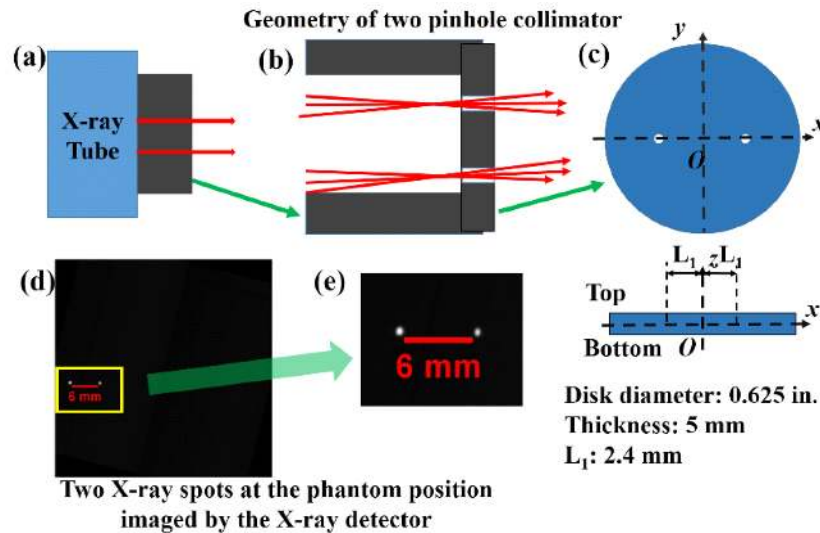 Geometry of two pinhole collimator
(a)
(b)
(c)
X-ray
Tube
y
x
O
(d)
(e)
6 mm
6 mm
L₁
z
L₁
Top
Bottom
O
x
Disk diameter: 0.625 in.
Thickness: 5 mm
L₁: 2.4 mm
Two X-ray spots at the phantom position
imaged by the X-ray detector